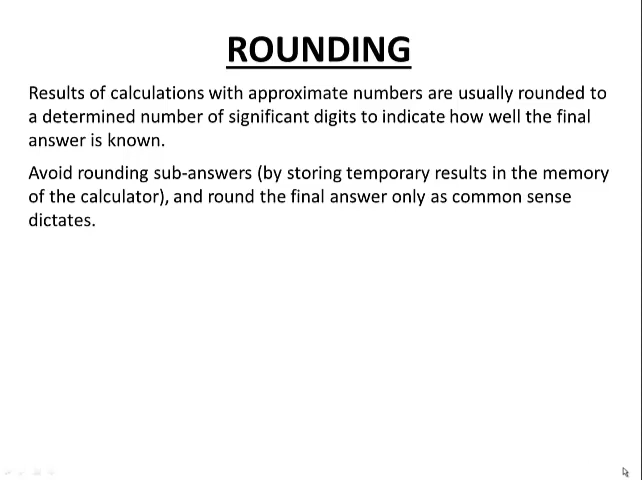 ROUNDING
Results of calculations with approximate numbers are usually rounded to
a determined number of significant digits to indicate how well the final
answer is known.
Avoid rounding sub-answers (by storing temporary results in the memory
of the calculator), and round the final answer only as common sense
dictates.